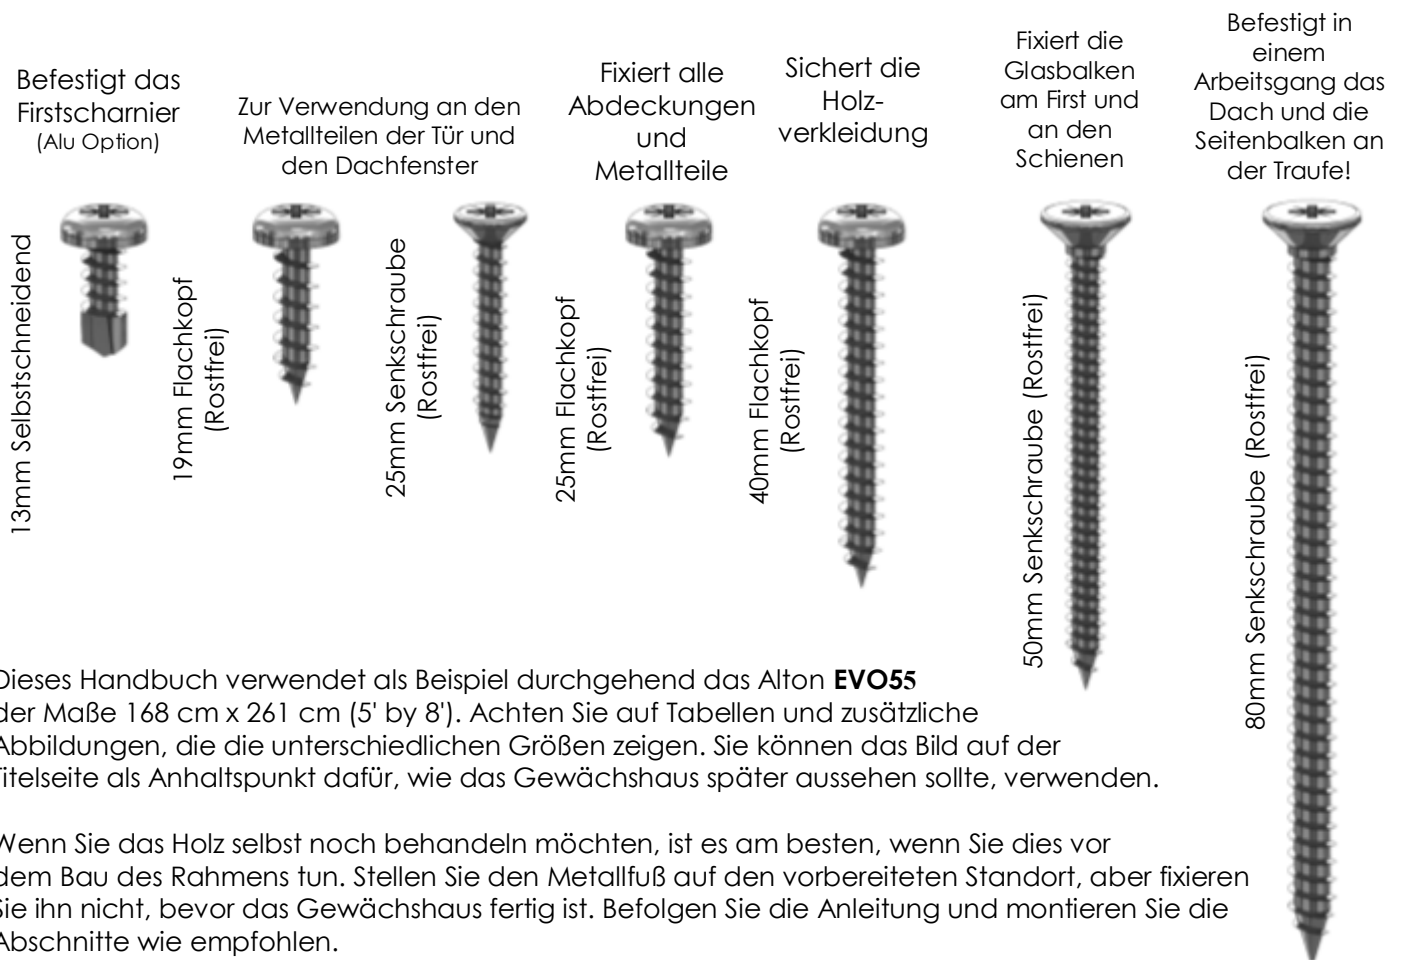 Befestigt das
Firstscharnier
(Alu Option)
Zur Verwendung an den
Metallteilen der Tür und
den Dachfenster
Fixiert alle
Abdeckungen
und
Metallteile
Sichert die
Holz-
verkleidung
Fixiert die
Glasbalken
am First und
an den
Schienen
Befestigt in
einem
Arbeitsgang das
Dach und die
Seitenbalken an
der Traufe!
13mm Selbstschneidend
19mm Flachkopf
(Rostfrei)
25mm Senkschraube
(Rostfrei)
25mm Flachkopf
(Rostfrei)
40mm Flachkopf
(Rostfrei)
50mm Senkschraube (Rostfrei)
80mm Senkschraube (Rostfrei)
Dieses Handbuch verwendet als Beispiel durchgehend das Alton EVO55
der Maße 168 cm x 261 cm (5' by 8'). Achten Sie auf Tabellen und zusätzliche
Abbildungen, die die unterschiedlichen Größen zeigen. Sie können das Bild auf der
Titelseite als Anhaltspunkt dafür, wie das Gewächshaus später aussehen sollte, verwenden.
Wenn Sie das Holz selbst noch behandeln möchten, ist es am besten, wenn Sie dies vor
dem Bau des Rahmens tun. Stellen Sie den Metallfuß auf den vorbereiteten Standort, aber fixieren
Sie ihn nicht, bevor das Gewächshaus fertig ist. Befolgen Sie die Anleitung und montieren Sie die
Abschnitte wie empfohlen.